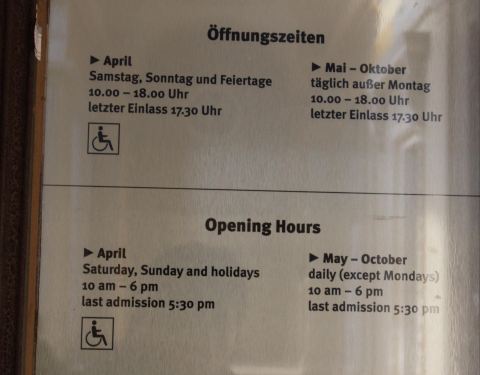 Öffnungszeiten
▶ April
Samstag, Sonntag und Feiertage
10.00 – 18.00 Uhr
letzter Einlass 17.30 Uhr
▶ Mai – Oktober
täglich außer Montag
10.00 – 18.00 Uhr
letzter Einlass 17.30 Uhr
Opening Hours
▶ April
Saturday, Sunday and holidays
10 am – 6 pm
last admission 5:30 pm
▶ May – October
daily (except Mondays)
10 am – 6 pm
last admission 5:30 pm